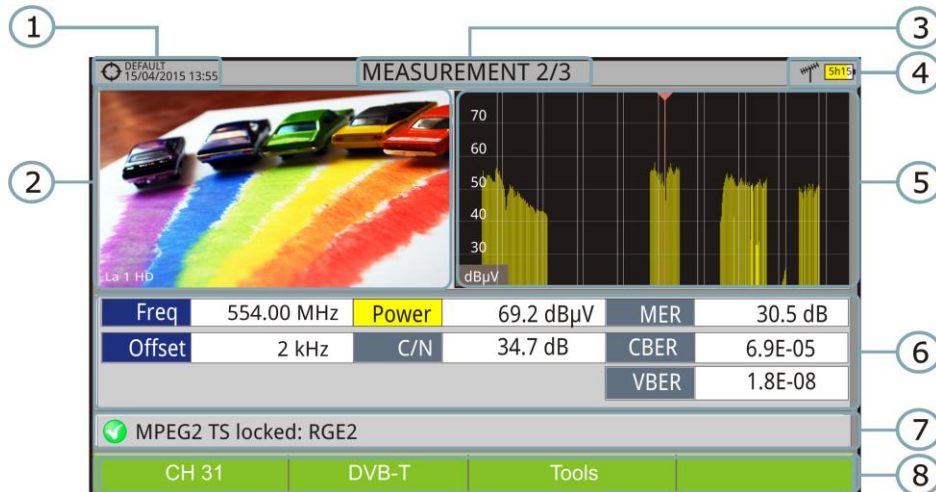 1
3
DEFAULT
15/04/2015 13:55
MEASUREMENT 2/3
5h15
4
2
La 1 HD
70
60
50
40
30
dBµV
5
Freq 554.00 MHz Power 69.2 dBµV MER 30.5 dB
Offset 2 kHz C/N 34.7 dB CBER 6.9E-05
VBER 1.8E-08
6
MPEG2 TS locked: RGE2
7
CH 31 DVB-T Tools
8